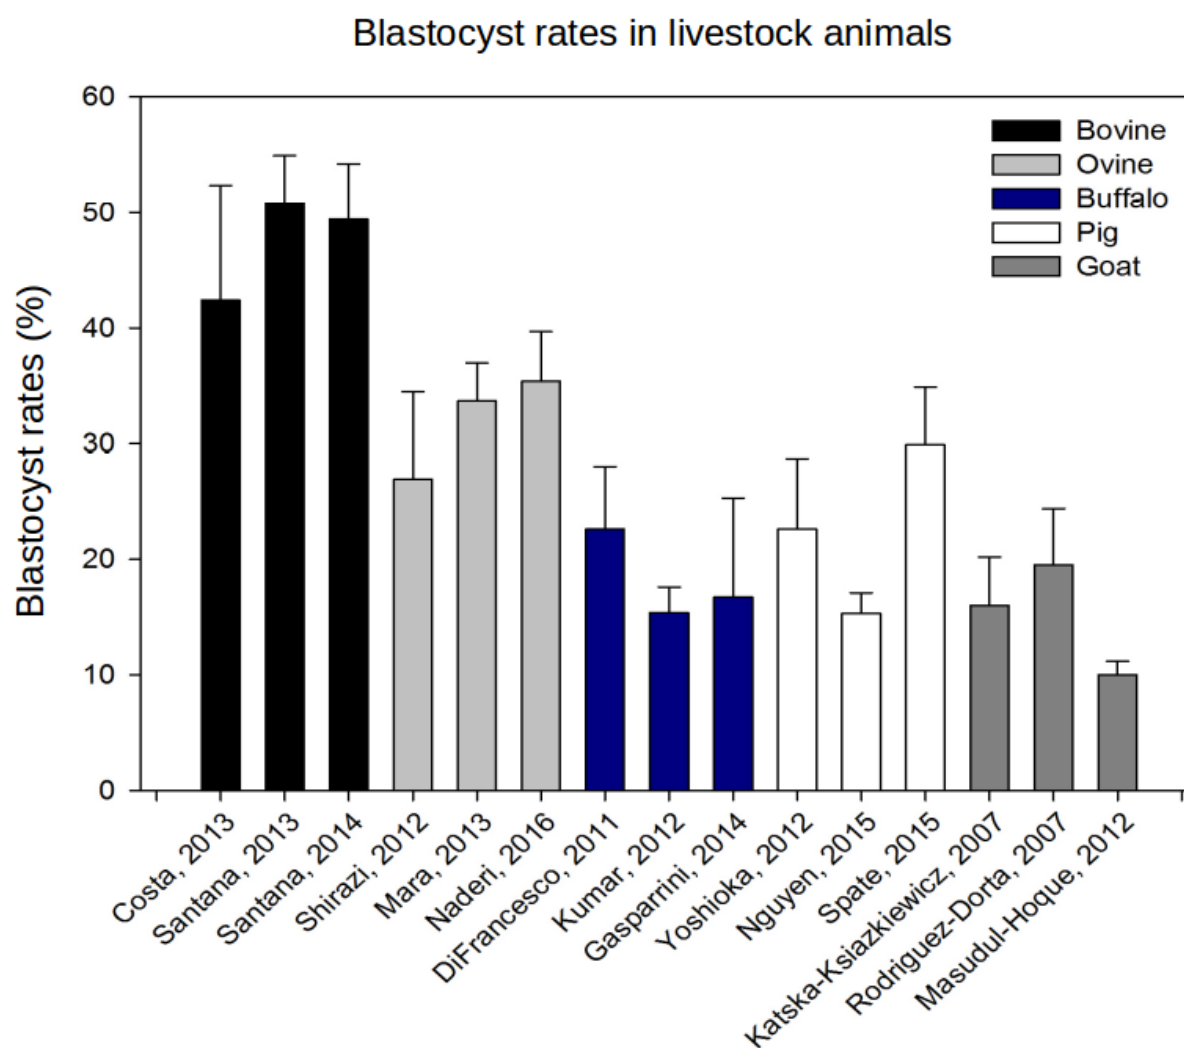 Blastocyst rates in livestock animals
60
50
40
30
20
10
0
Blastocyst rates (%)
Bovine
Ovine
Buffalo
Pig
Goat
Costa, 2013
Santana, 2013
Santana, 2014
Shirazi, 2012
Mara, 2013
Naderi, 2016
DiFrancesco, 2011
Kumar, 2012
Gasparrini, 2014
Yoshioka, 2012
Nguyen, 2015
Spate, 2015
Katska-Ksiazkiewicz, 2007
Rodriguez-Dorta, 2007
Masudul-Hoque, 2012